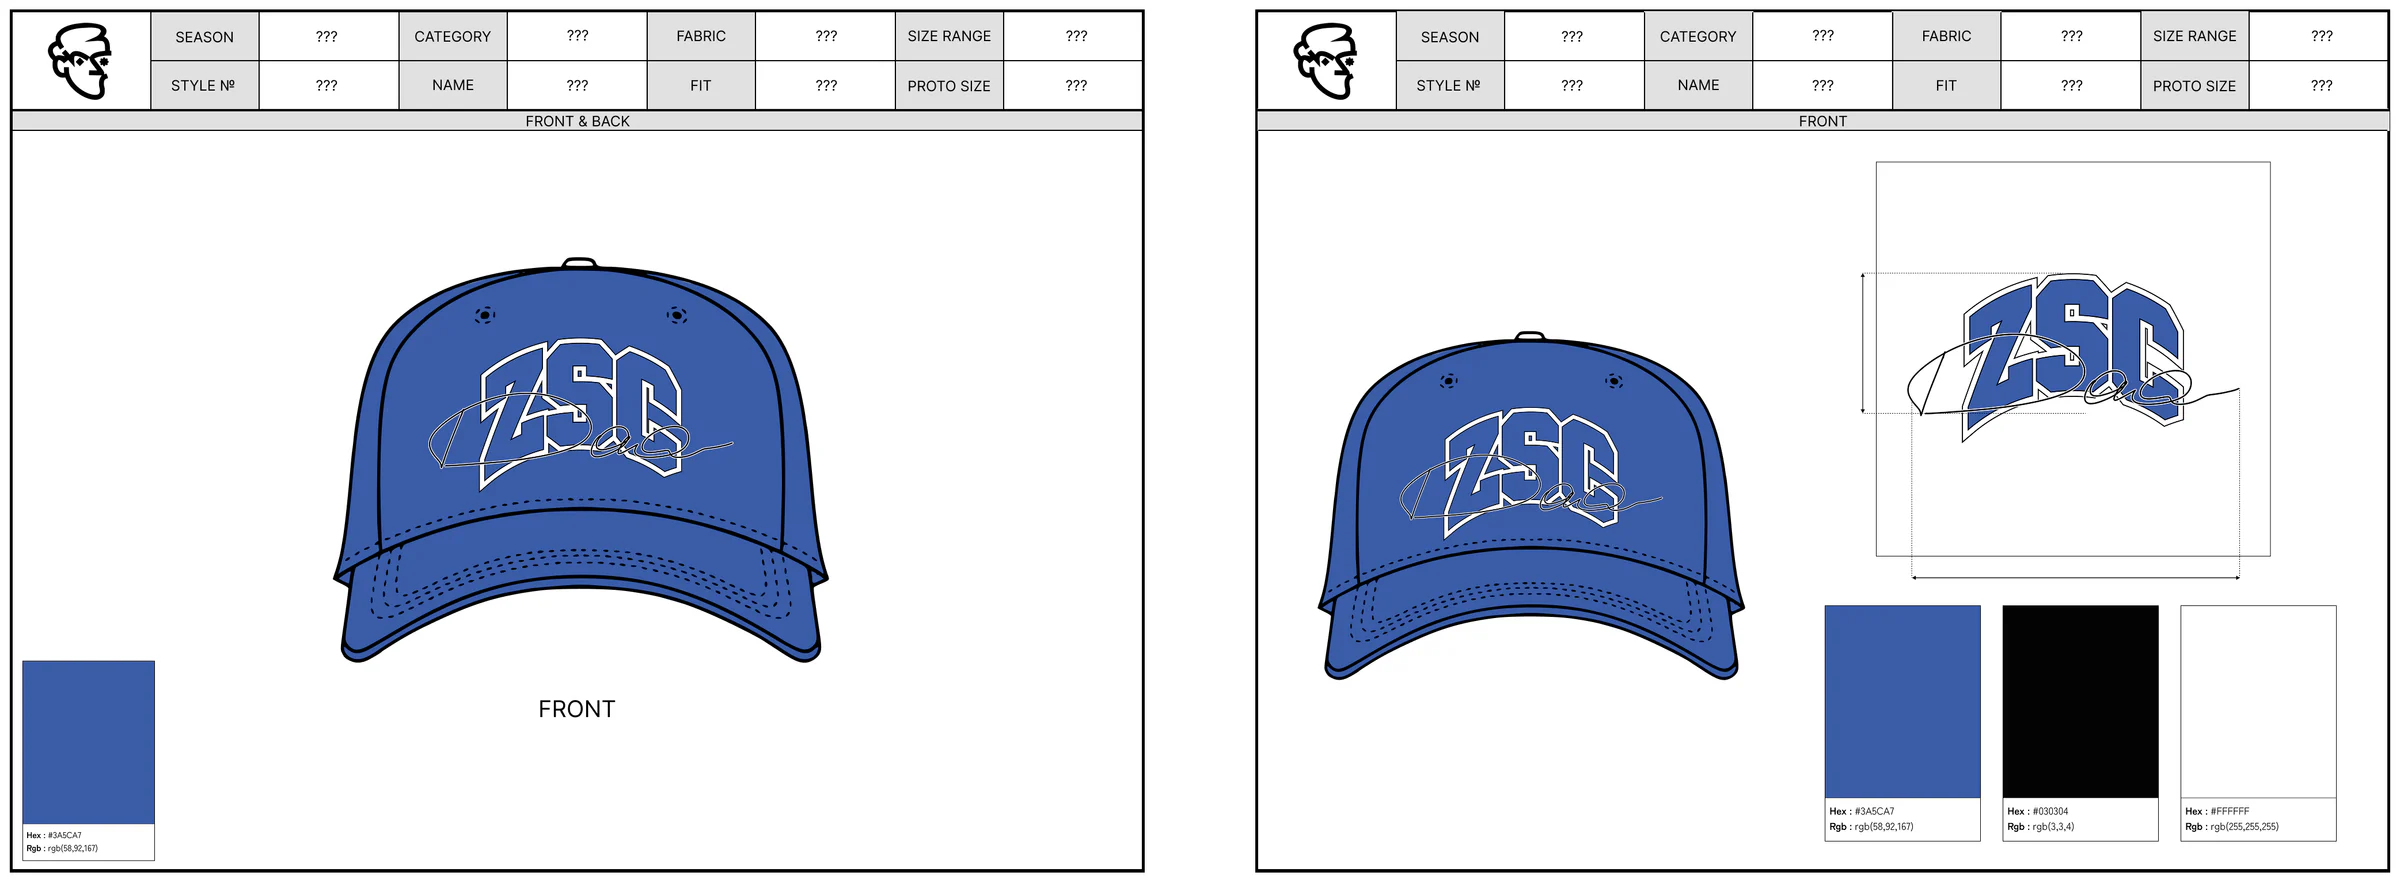 SEASON ??? CATEGORY ??? FABRIC ??? SIZE RANGE ???
STYLE Nº ??? NAME ??? FIT ??? PROTO SIZE ???
FRONT & BACK
ZSC
FRONT
Hex : #3A5CA7
Rgb : rgb(58,92,167)
SEASON ??? CATEGORY ??? FABRIC ??? SIZE RANGE ???
STYLE Nº ??? NAME ??? FIT ??? PROTO SIZE ???
FRONT
ZSC
ZSC
Hex : #3A5CA7
Rgb : rgb(58,92,167)
Hex : #030304
Rgb : rgb(3,3,4)
Hex : #FFFFFF
Rgb : rgb(255,255,255)